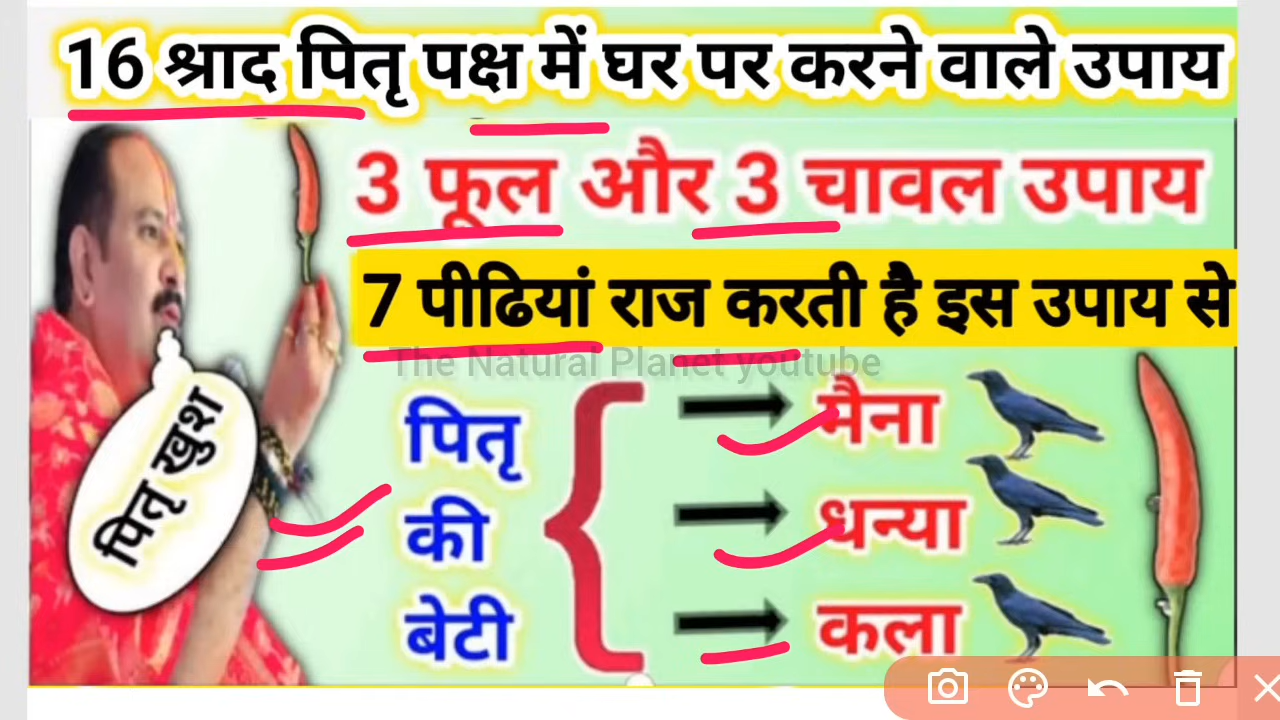 16 श्राद पितृ पक्ष में घर पर करने वाले उपाय
3 फूल और 3 चावल उपाय
7 पीढियां राज करती है इस उपाय से
The Natural Planet youtube
पितृ खुश
पितृ
की
बेटी
मैना
धन्या
कला